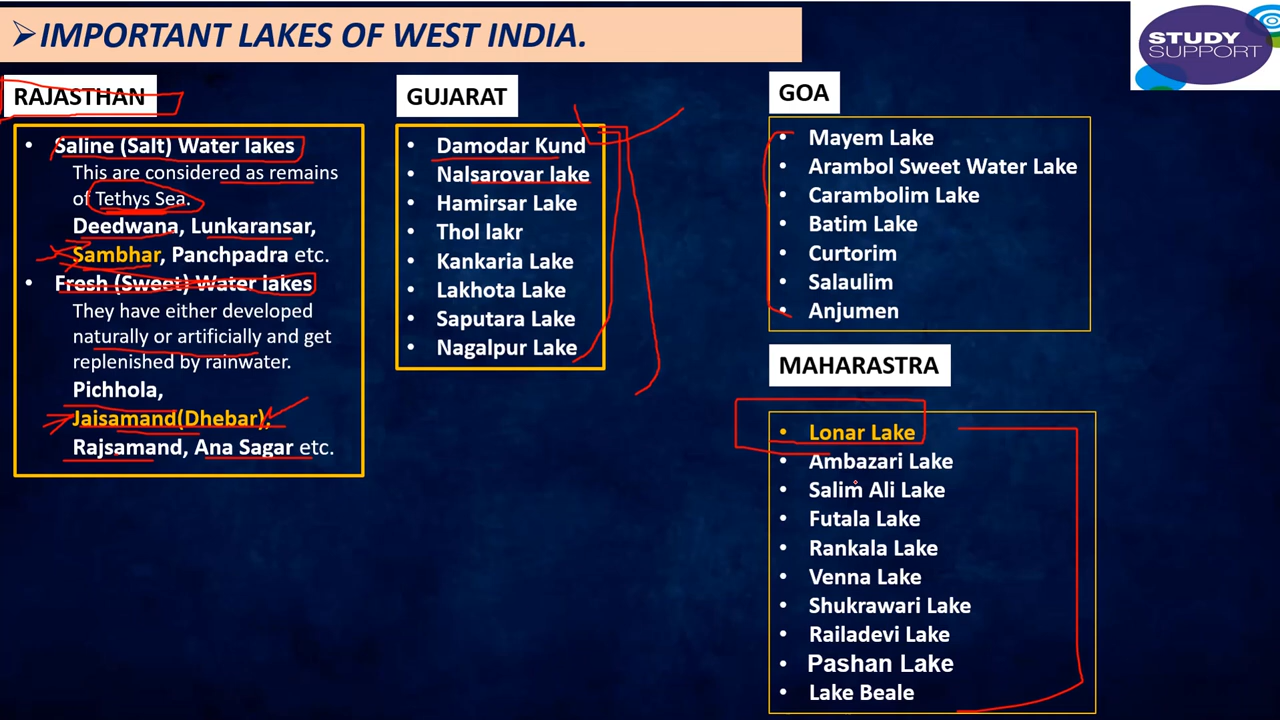 ➢IMPORTANT LAKES OF WEST INDIA.
STUDY
SUPPORT
RAJASTHAN
• Saline (Salt) Water lakes
This are considered as remains
of Tethys Sea.
Deedwana, Lunkaransar,
Sambhar, Panchpadra etc.
• Fresh (Sweet) Water lakes
They have either developed
naturally or artificially and get
replenished by rainwater.
Pichhola,
Jaisamand(Dhebar),
Rajsamand, Ana Sagar etc.
GUJARAT
• Damodar Kund
• Nalsarovar lake
• Hamirsar Lake
• Thol lakr
• Kankaria Lake
• Lakhota Lake
• Saputara Lake
• Nagalpur Lake
GOA
• Mayem Lake
• Arambol Sweet Water Lake
• Carambolim Lake
• Batim Lake
• Curtorim
• Salaulim
• Anjumen
MAHARASTRA
• Lonar Lake
• Ambazari Lake
• Salim Ali Lake
• Futala Lake
• Rankala Lake
• Venna Lake
• Shukrawari Lake
• Railadevi Lake
• Pashan Lake
• Lake Beale